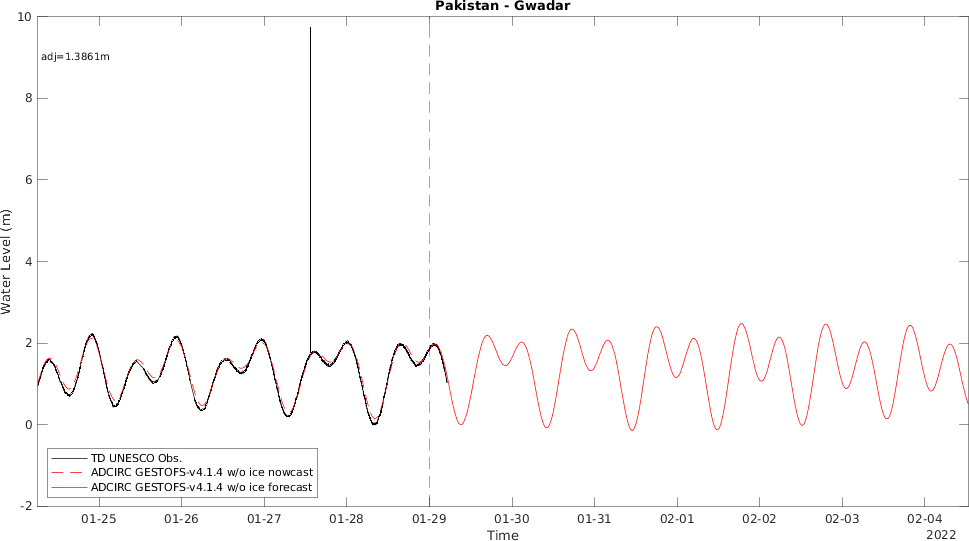 Pakistan - Gwadar
10
adj=1.3861m
8
6
4
2
0
-2
Water Level (m)
TD UNESCO Obs.
ADCIRC GESTOFS-v4.1.4 w/o ice nowcast
ADCIRC GESTOFS-v4.1.4 w/o ice forecast
01-25 01-26 01-27 01-28 01-29 01-30 01-31 02-01 02-02 02-03 02-04
Time
2022